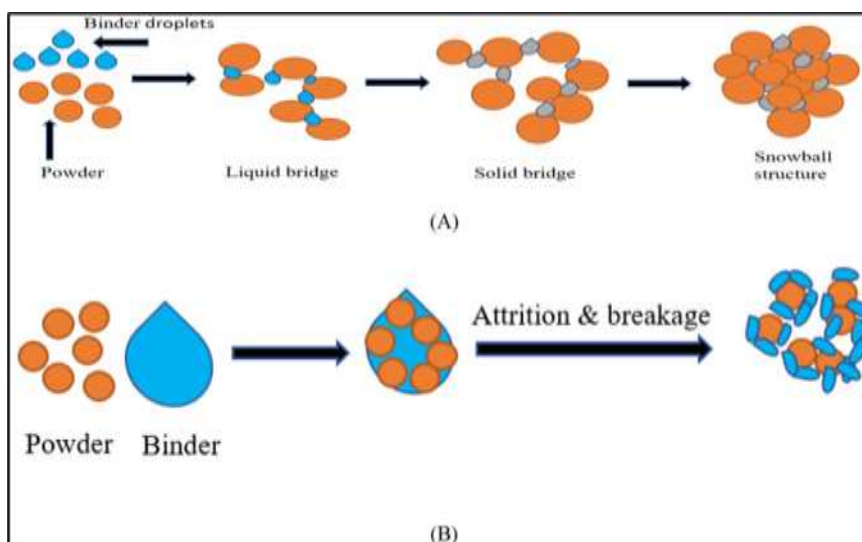 Binder droplets
Powder
Liquid bridge
Solid bridge
Snowball
structure
(A)
Attrition & breakage
Powder
Binder
(B)